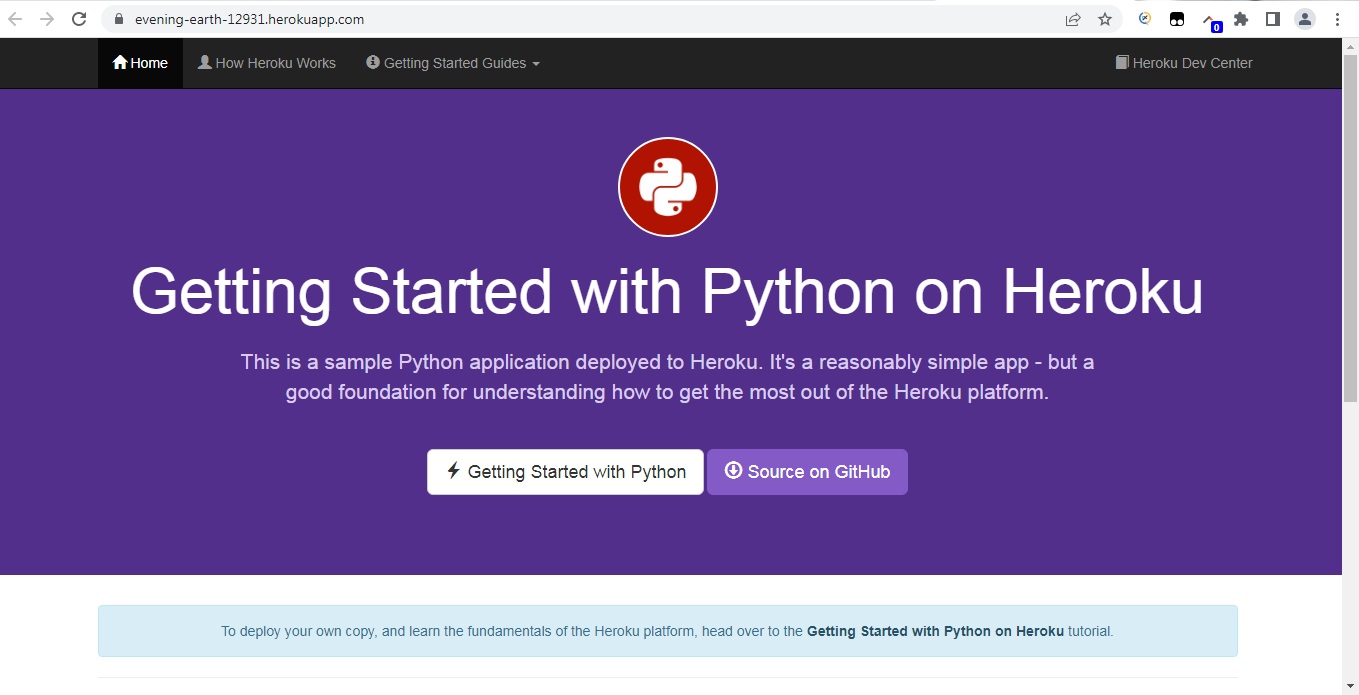 evening-earth-12931.herokuapp.com
0
Home How Heroku Works Getting Started Guides Heroku Dev Center
Getting Started with Python on Heroku
This is a sample Python application deployed to Heroku. It's a reasonably simple app - but a
good foundation for understanding how to get the most out of the Heroku platform.
Getting Started with Python Source on GitHub
To deploy your own copy, and learn the fundamentals of the Heroku platform, head over to the Getting Started with Python on Heroku tutorial.